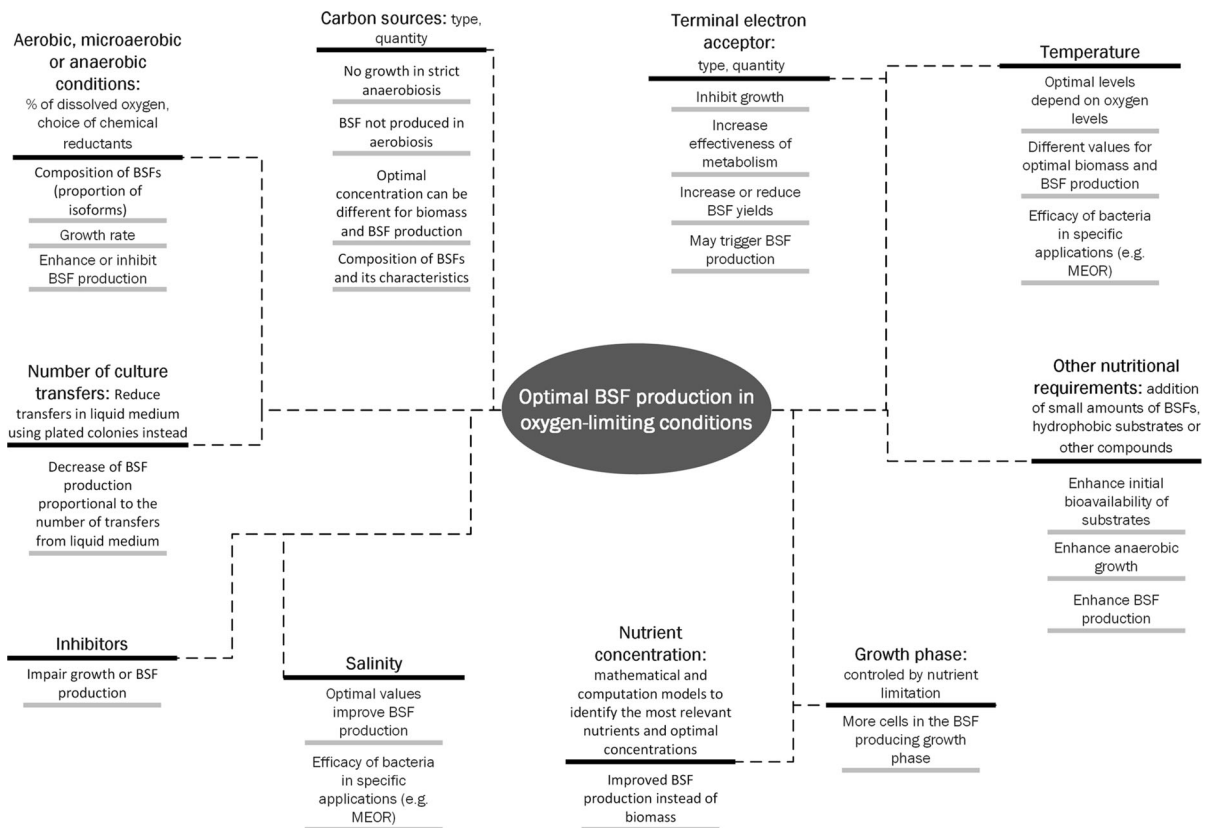 Aerobic, microaerobic
or anaerobic
conditions:
% of dissolved oxygen,
choice of chemical
reductants
Composition of BSFs
(proportion of
isoforms)
Growth rate
Enhance or inhibit
BSF production
Carbon sources: type,
quantity
No growth in strict
anaerobiosis
BSF not produced in
aerobiosis
Optimal
concentration can be
different for biomass
and BSF production
Composition of BSFs
and its characteristics
Terminal electron
acceptor:
type, quantity
Inhibit growth
Increase
effectiveness of
metabolism
Increase or reduce
BSF yields
May trigger BSF
production
Temperature
Optimal levels
depend on oxygen
levels
Different values for
optimal biomass and
BSF production
Efficacy of bacteria
in specific
applications (e.g.
MEOR)
Optimal BSF production in
oxygen-limiting conditions
Number of culture
transfers: Reduce
transfers in liquid medium
using plated colonies instead
Decrease of BSF
production
proportional to the
number of transfers
from liquid medium
Other nutritional
requirements: addition
of small amounts of BSFs,
hydrophobic substrates or
other compounds
Enhance initial
bioavailability of
substrates
Enhance anaerobic
growth
Enhance BSF
production
Inhibitors
Impair growth or BSF
production
Salinity
Optimal values
improve BSF
production
Efficacy of bacteria
in specific
applications (e.g.
MEOR)
Nutrient
concentration:
mathematical and
computation models to
identify the most relevant
nutrients and optimal
concentrations
Improved BSF
production instead of
biomass
Growth phase:
controled by nutrient
limitation
More cells in the BSF
producing growth
phase